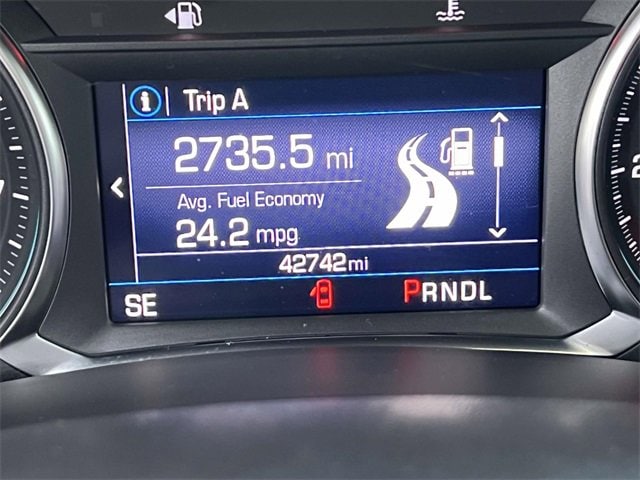 Trip A
2735.5 mi
Avg. Fuel Economy
24.2 mpg
42742mi
SE
PRNDL